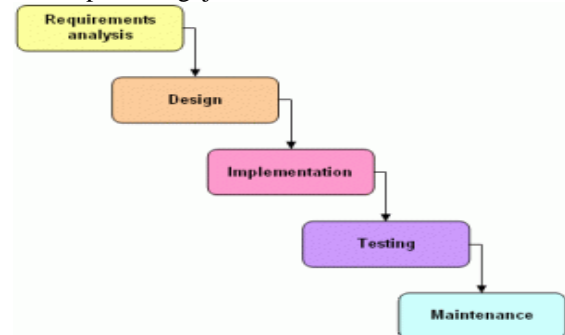 Requirements
analysis
Design
Implementation
Testing
Maintenance